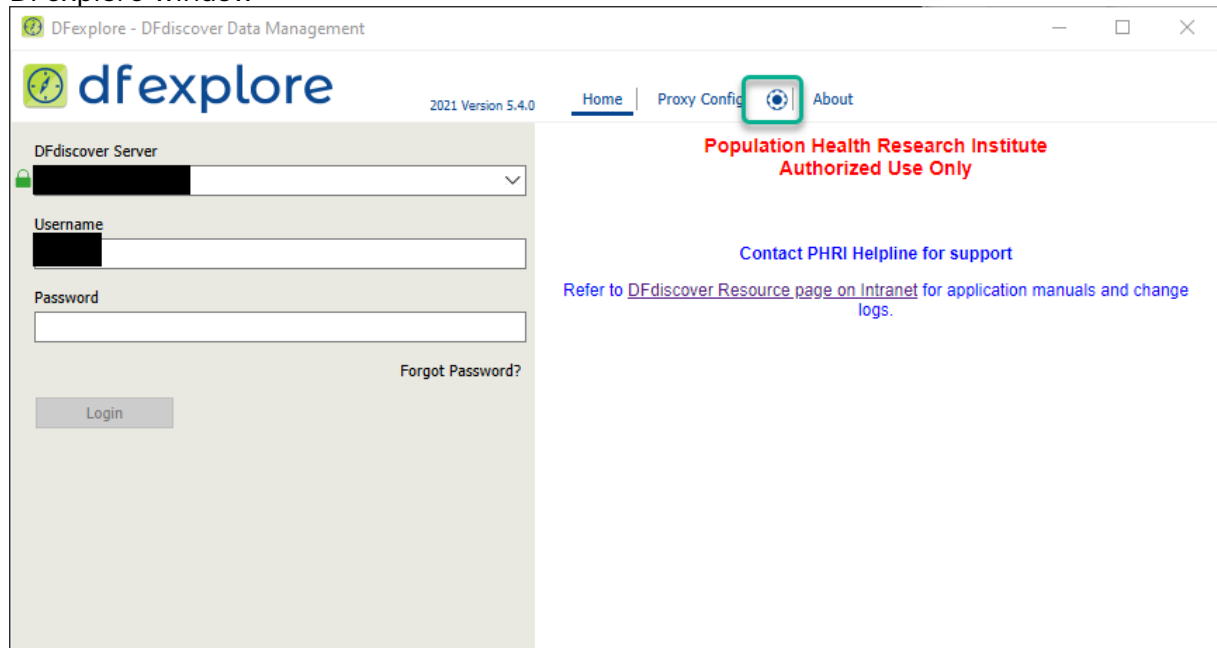 DFexplore window
DFexplore - DFdiscover Data Management
dfexplore
2021 Version 5.4.0
Home
Proxy Config
About
DFdiscover Server
Username
Password
Forgot Password?
Login
Population Health Research Institute
Authorized Use Only
Contact PHRI Helpline for support
Refer to DFdiscover Resource page on Intranet for application manuals and change
logs.